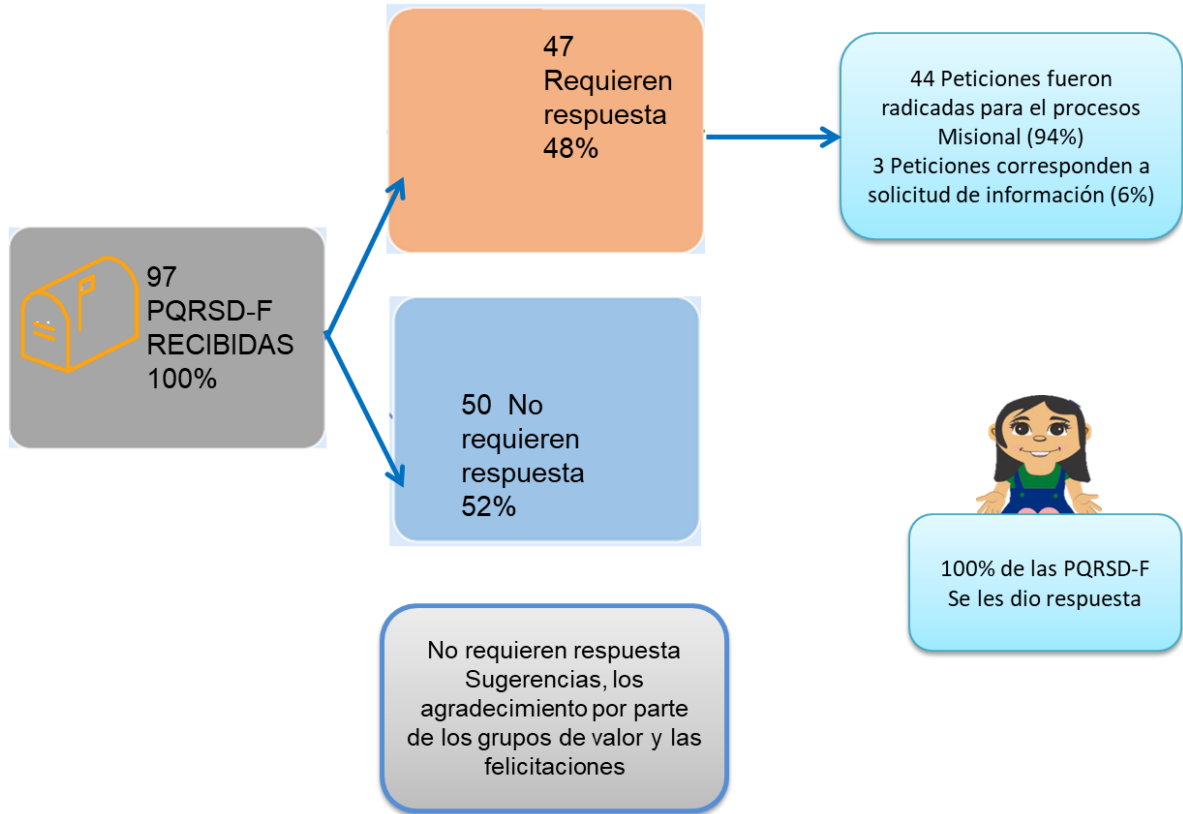 97
PQRSD-F
RECIBIDAS
100%
47
Requieren
respuesta
48%
44 Peticiones fueron
radicadas para el procesos
Misional (94%)
3 Peticiones corresponden a
solicitud de información (6%)
50 No
requieren
respuesta
52%
No requieren respuesta
Sugerencias, los
agradecimiento por parte
de los grupos de valor y las
felicitaciones
100% de las PQRSD-F
Se les dio respuesta